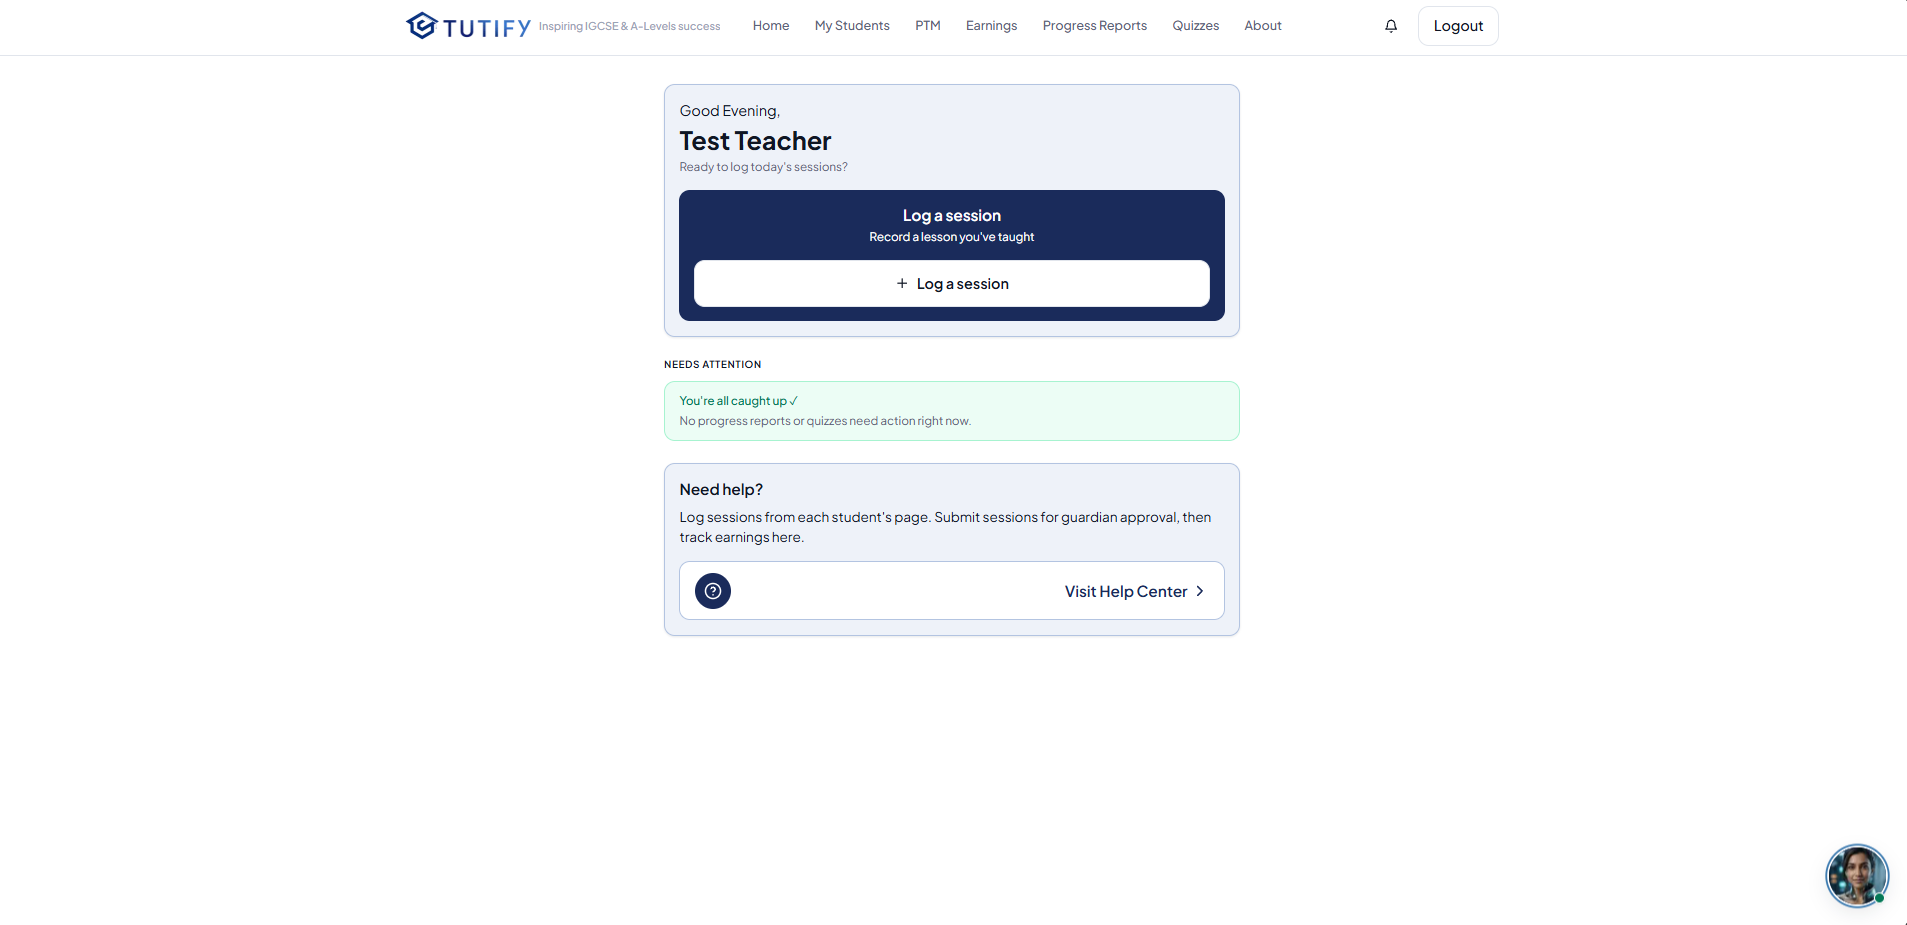 TUTIFY
Inspiring IGCSE & A-Levels success
Home
My Students
PTM
Earnings
Progress Reports
Quizzes
About
Logout
Good Evening,
Test Teacher
Ready to log today's sessions?
Log a session
Record a lesson you've taught
+ Log a session
NEEDS ATTENTION
You're all caught up ✓
No progress reports or quizzes need action right now.
Need help?
Log sessions from each student's page. Submit sessions for guardian approval, then
track earnings here.
Visit Help Center